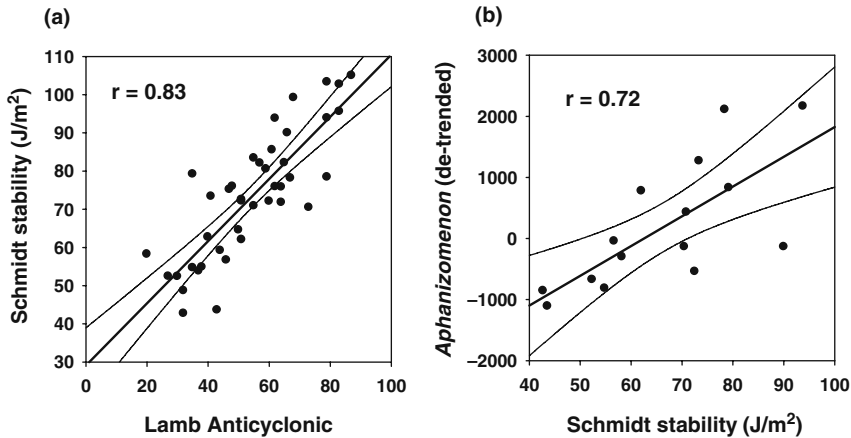 (a)
r = 0.83
Schmidt stability (J/m²)
110
100
90
80
70
60
50
40
30
0 20 40 60 80 100
Lamb Anticyclonic
(b)
r = 0.72
Aphanizomenon (de-trended)
3000
2000
1000
0
−1000
−2000
40 50 60 70 80 90 100
Schmidt stability (J/m²)